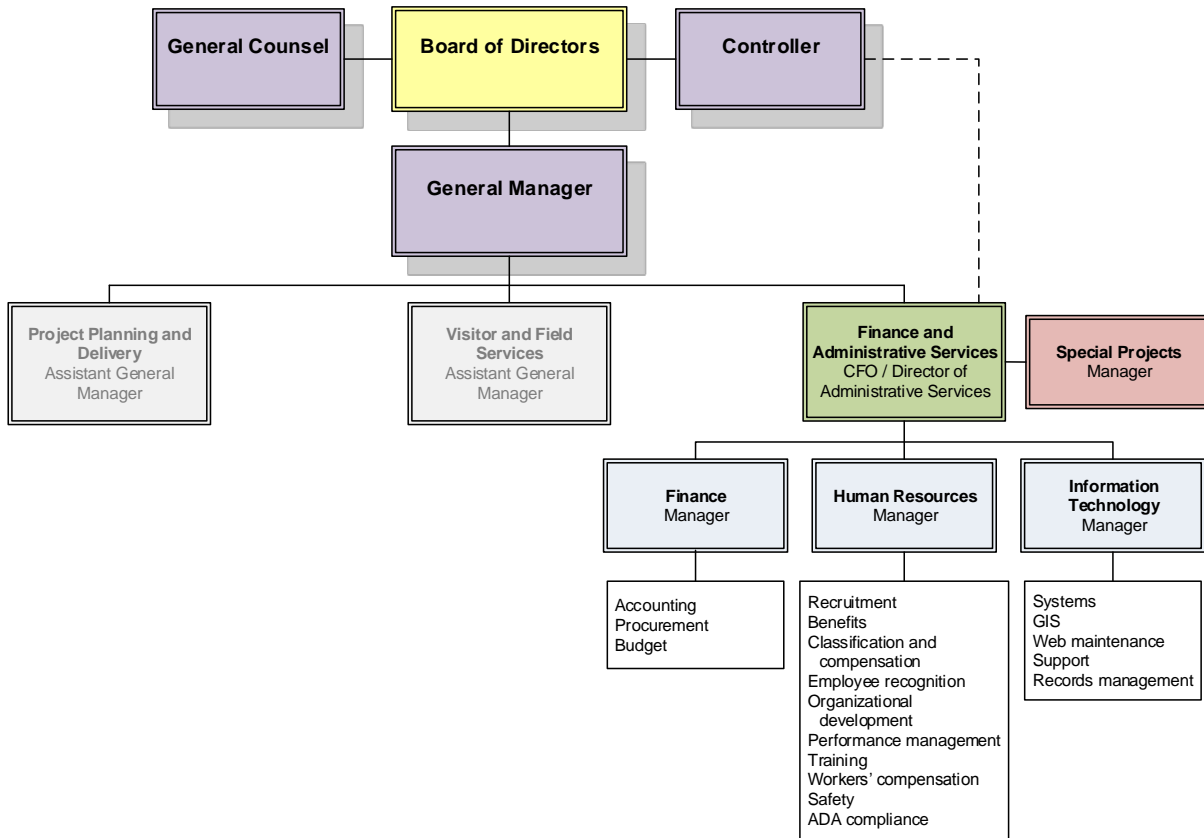 General Counsel
Board of Directors
Controller
General Manager
Project Planning and
Delivery
Assistant General
Manager
Visitor and Field
Services
Assistant General
Manager
Finance and
Administrative Services
CFO / Director of
Administrative Services
Special Projects
Manager
Finance
Manager
Human Resources
Manager
Information
Technology
Manager
Accounting
Procurement
Budget
Recruitment
Benefits
Classification and
compensation
Employee recognition
Organizational
development
Performance management
Training
Workers’ compensation
Safety
ADA compliance
Systems
GIS
Web maintenance
Support
Records management